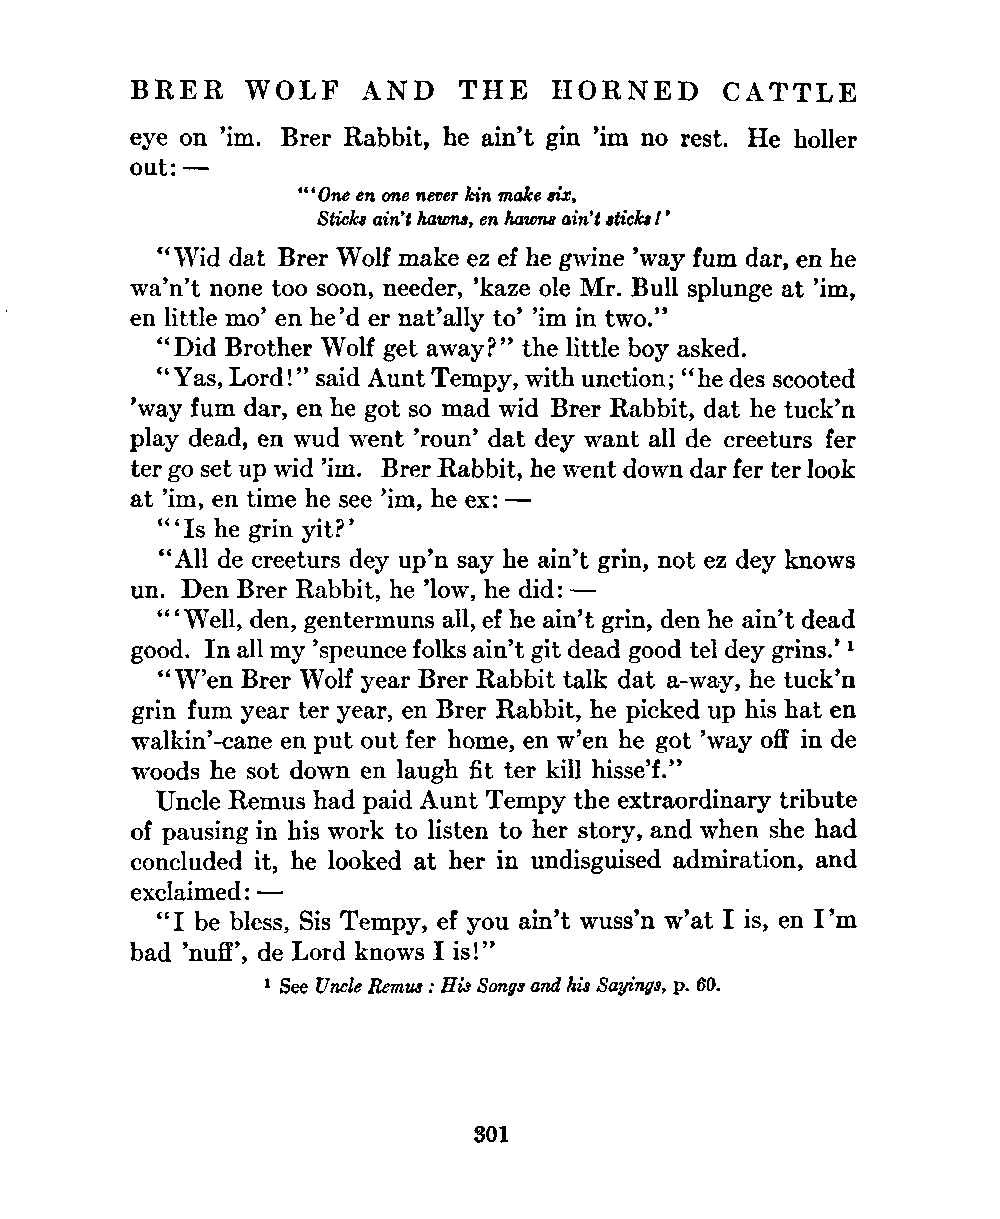 BRER WOLF AND THE HORNED CATTLE
eye on 'im. Brer Rabbit, he ain't gin 'im no rest. He holler
out: —
"'One en one never kin make six,
Sticks ain't hawns, en hawns ain't sticks!'
"Wid dat Brer Wolf make ez ef he gwine 'way fum dar, en he
wa'n't none too soon, needer, 'kaze ole Mr. Bull splunge at 'im,
en little mo' en he'd er nat'ally to' 'im in two."
"Did Brother Wolf get away?" the little boy asked.
"Yas, Lord!" said Aunt Tempy, with unction; "he des scooted
'way fum dar, en he got so mad wid Brer Rabbit, dat he tuck'n
play dead, en wud went 'roun' dat dey want all de creeturs fer
ter go set up wid 'im. Brer Rabbit, he went down dar fer ter look
at 'im, en time he see 'im, he ex: —
"'Is he grin yit?'
"All de creeturs dey up'n say he ain't grin, not ez dey knows
un. Den Brer Rabbit, he 'low, he did: —
"'Well, den, gentermuns all, ef he ain't grin, den he ain't dead
good. In all my 'speunce folks ain't git dead good tel dey grins.' ¹
"W'en Brer Wolf year Brer Rabbit talk dat a-way, he tuck'n
grin fum year ter year, en Brer Rabbit, he picked up his hat en
walkin'-cane en put out fer home, en w'en he got 'way off in de
woods he sot down en laugh fit ter kill hisse'f."
Uncle Remus had paid Aunt Tempy the extraordinary tribute
of pausing in his work to listen to her story, and when she had
concluded it, he looked at her in undisguised admiration, and
exclaimed: —
"I be bless, Sis Tempy, ef you ain't wuss'n w'at I is, en I'm
bad 'nuff', de Lord knows I is!"
¹ See Uncle Remus : His Songs and his Sayings, p. 60.
301